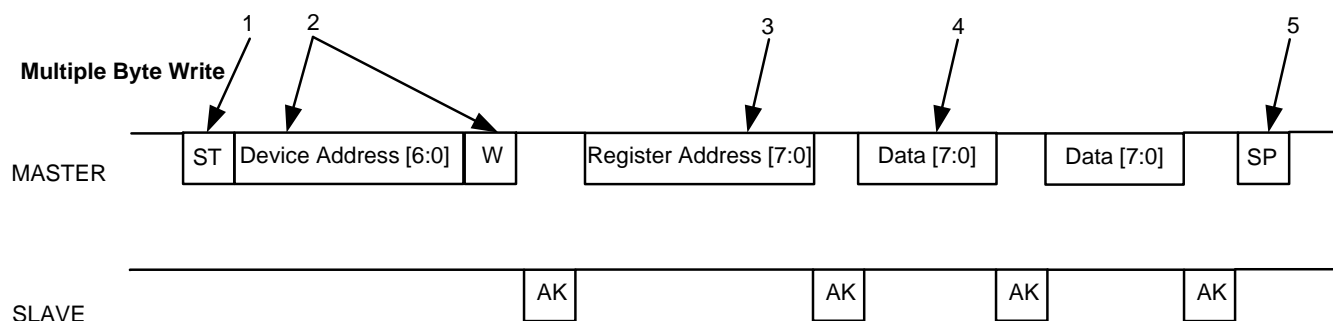 1 2 3 4 5
Multiple Byte Write
MASTER ST Device Address [6:0] W Register Address [7:0] Data [7:0] Data [7:0] SP
SLAVE AK AK AK AK